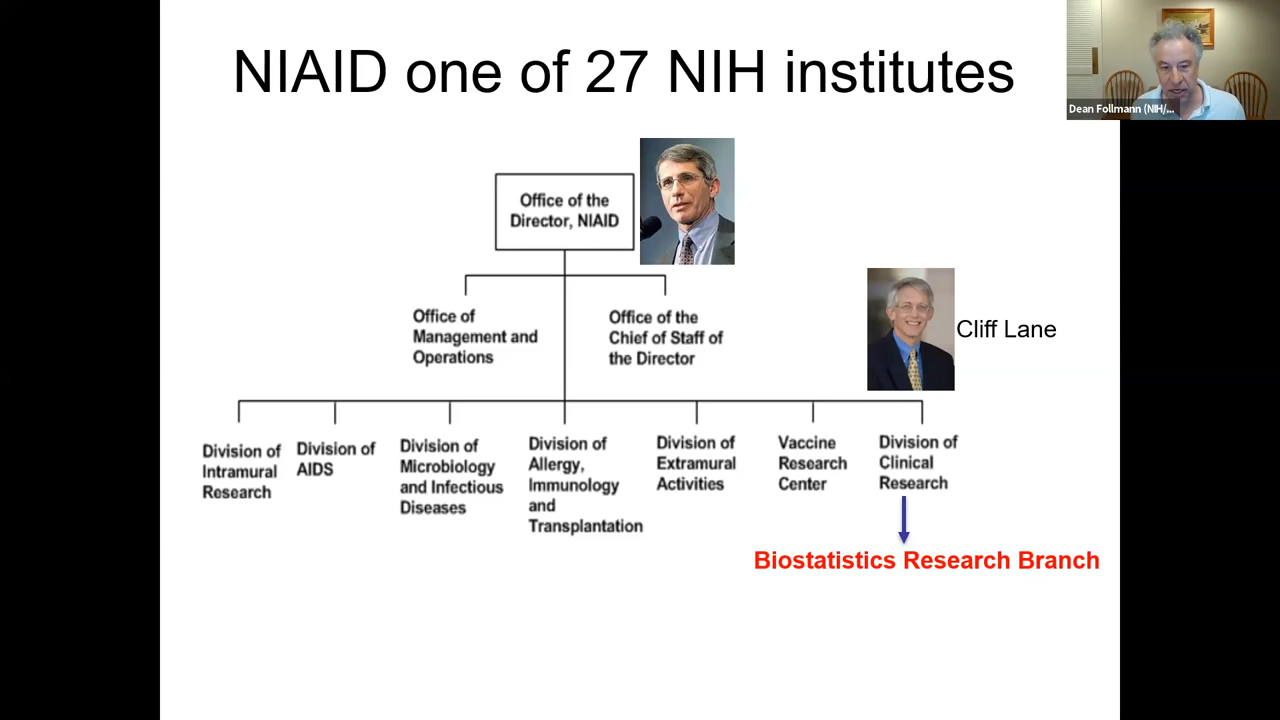 NIAID one of 27 NIH institutes
Dean Follmann (NIH/...
Office of the
Director, NIAID
Office of
Management and
Operations
Office of the
Chief of Staff of
the Director
Cliff Lane
Division of
Intramural
Research
Division of
AIDS
Division of
Microbiology
and Infectious
Diseases
Division of
Allergy,
Immunology
and
Transplantation
Division of
Extramural
Activities
Vaccine
Research
Center
Division of
Clinical
Research
Biostatistics Research Branch